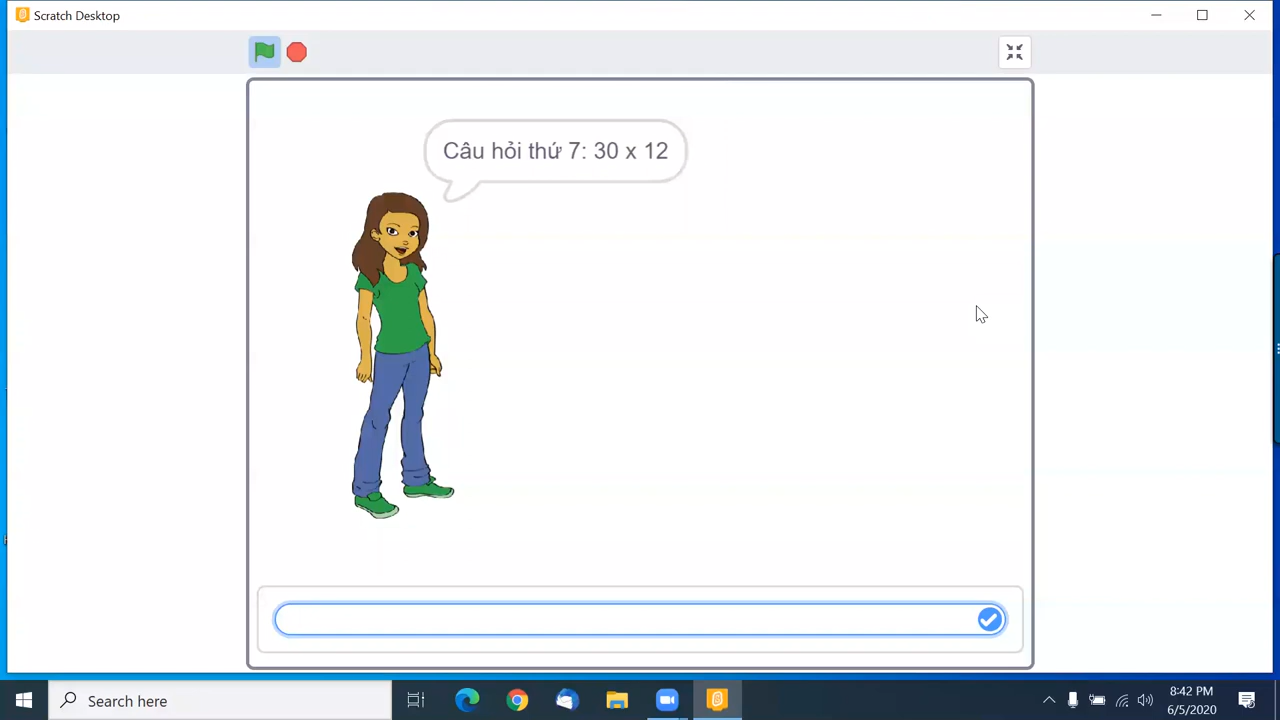 Scratch Desktop
Câu hỏi thứ 7: 30 x 12
Search here
8:42 PM
6/5/2020